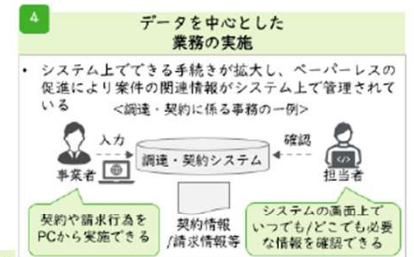 4
データを中心とした
業務の実施
• システム上でできる手続きが拡大し、ペーパーレスの
促進により案件の関連情報がシステム上で管理されて
いる
<調達・契約に係る事務の一例>
入力
確認
調達・契約システム
事業者
担当者
契約や請求行為を
PCから実施できる
契約情報
/請求情報等
システムの画面上で
いつでも/どこでも必要
な情報を確認できる